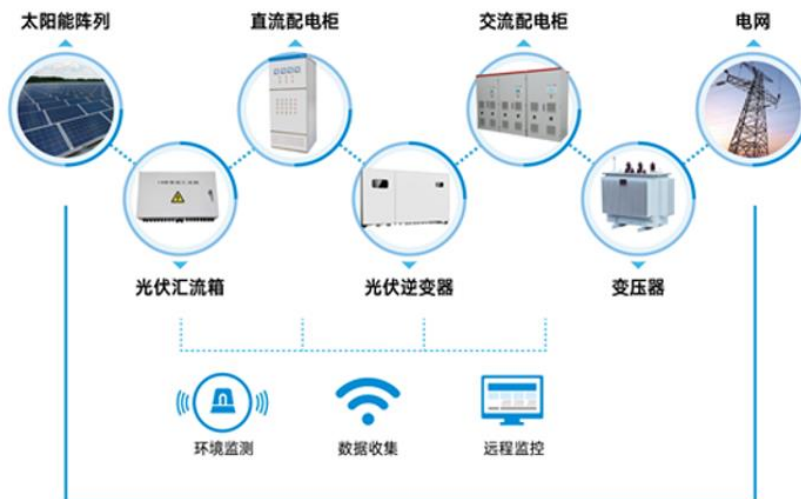 太阳能阵列
直流配电柜
交流配电柜
电网
光伏汇流箱
光伏逆变器
变压器
环境监测
数据收集
远程监控